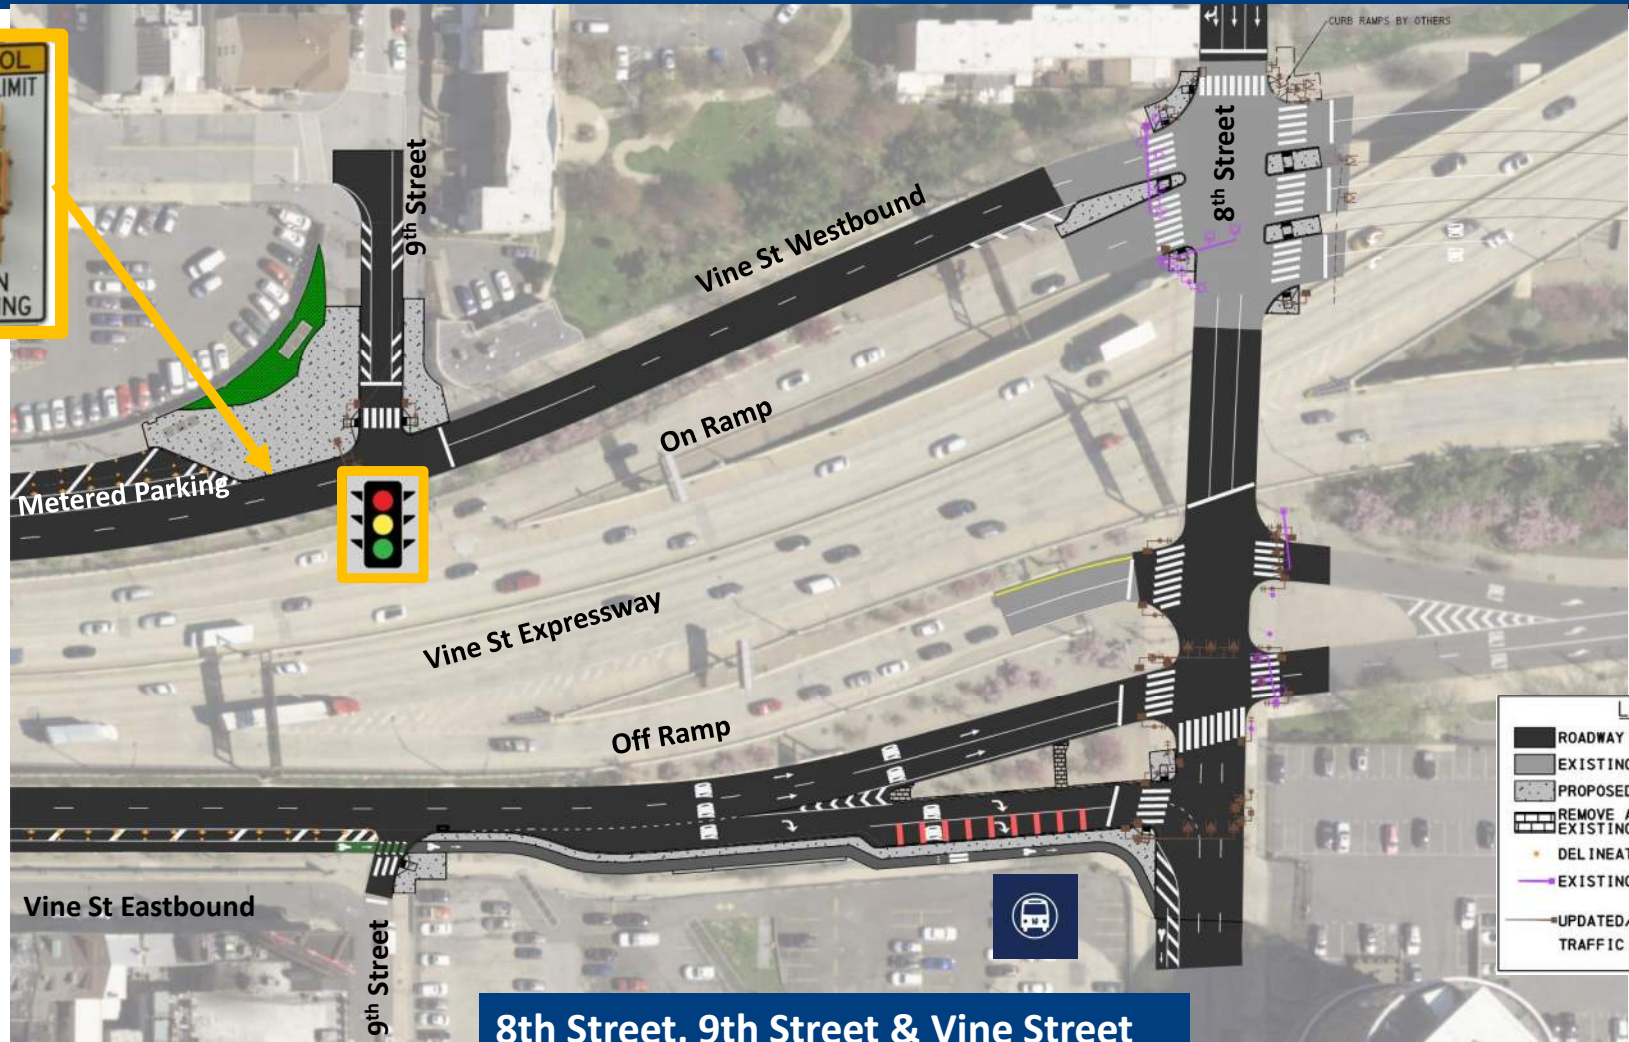 OL
IMIT
N
NG
CURB RAMPS BY OTHERS
9th Street
8th Street
Vine St Westbound
On Ramp
Metered Parking
Vine St Expressway
Off Ramp
Vine St Eastbound
9th Street
ROADWAY
EXISTING
PROPOSED
REMOVE A
EXISTING
DELINEAT
EXISTING
UPDATED/
TRAFFIC
8th Street, 9th Street & Vine Street